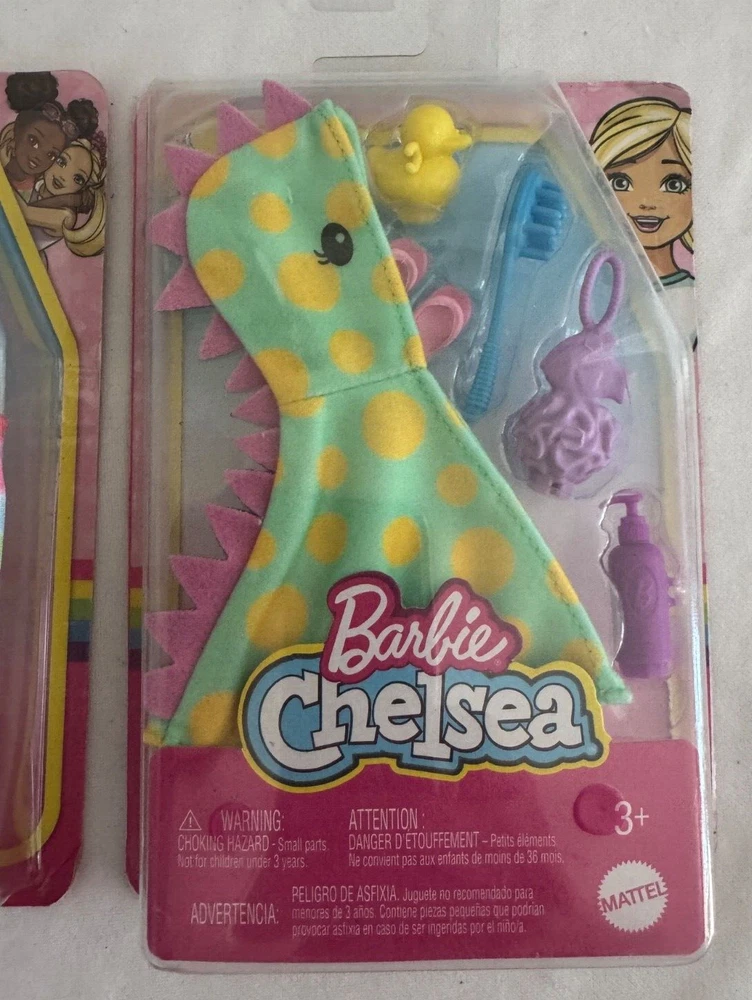 Barbie
Chelsea
⚠ WARNING:
CHOKING HAZARD - Small parts.
Not for children under 3 years.
ATTENTION :
DANGER D'ETOUFFEMENT – Petits éléments.
Ne convient pas aux enfants de moins de 36 mois.
3+
ADVERTENCIA:
PELIGRO DE ASFIXIA. Juguete no recomendado para
menores de 3 años. Contiene piezas pequeñas que podrían
provocar asfixia en caso de ser ingeridas por el niño/a.
MATTEL